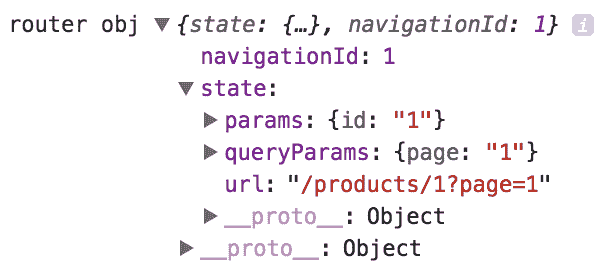 router obj ▼{state: {…}, navigationId: 1} i
navigationId: 1
▼state:
▶params: {id: "1"}
▶queryParams: {page: "1"}
url: "/products/1?page=1"
▶__proto__: Object
▶__proto__: Object